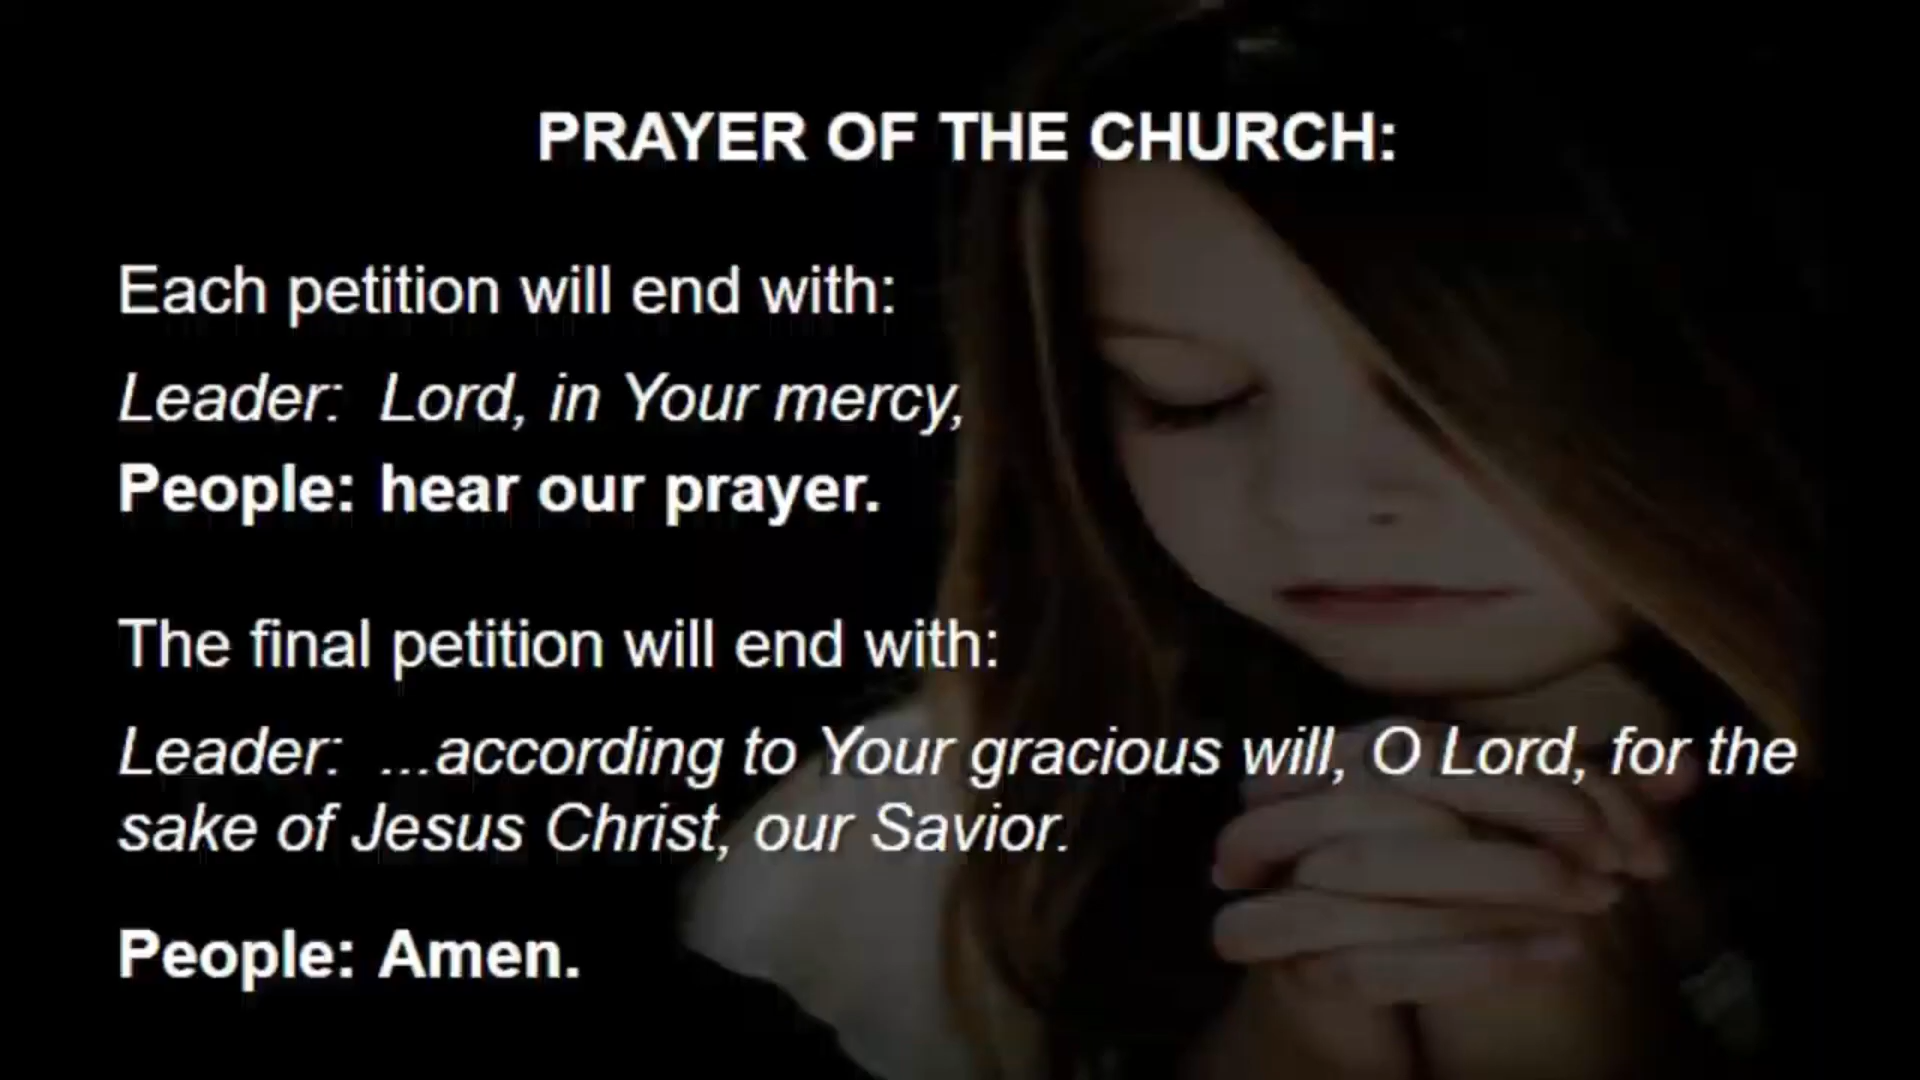 PRAYER OF THE CHURCH:
Each petition will end with:
Leader: Lord, in Your mercy,
People: hear our prayer.
The final petition will end with:
Leader: ...according to Your gracious will, O Lord, for the
sake of Jesus Christ, our Savior.
People: Amen.